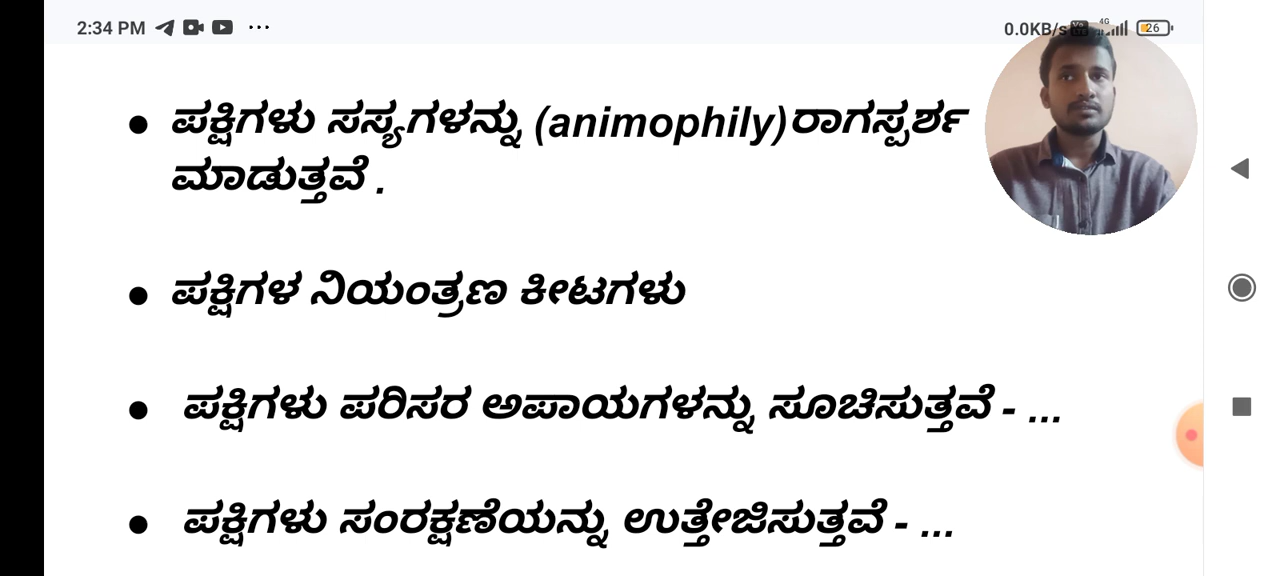 2:34 PM ...
0.0KB/s 4G 26
• ಪಕ್ಷಿಗಳು ಸಸ್ಯಗಳನ್ನು (animophily)ರಾಗಸ್ಪರ್ಶ
ಮಾಡುತ್ತವೆ .
• ಪಕ್ಷಿಗಳ ನಿಯಂತ್ರಣ ಕೀಟಗಳು
• ಪಕ್ಷಿಗಳು ಪರಿಸರ ಅಪಾಯಗಳನ್ನು ಸೂಚಿಸುತ್ತವೆ - ...
• ಪಕ್ಷಿಗಳು ಸಂರಕ್ಷಣೆಯನ್ನು ಉತ್ತೇಜಿಸುತ್ತವೆ - ...